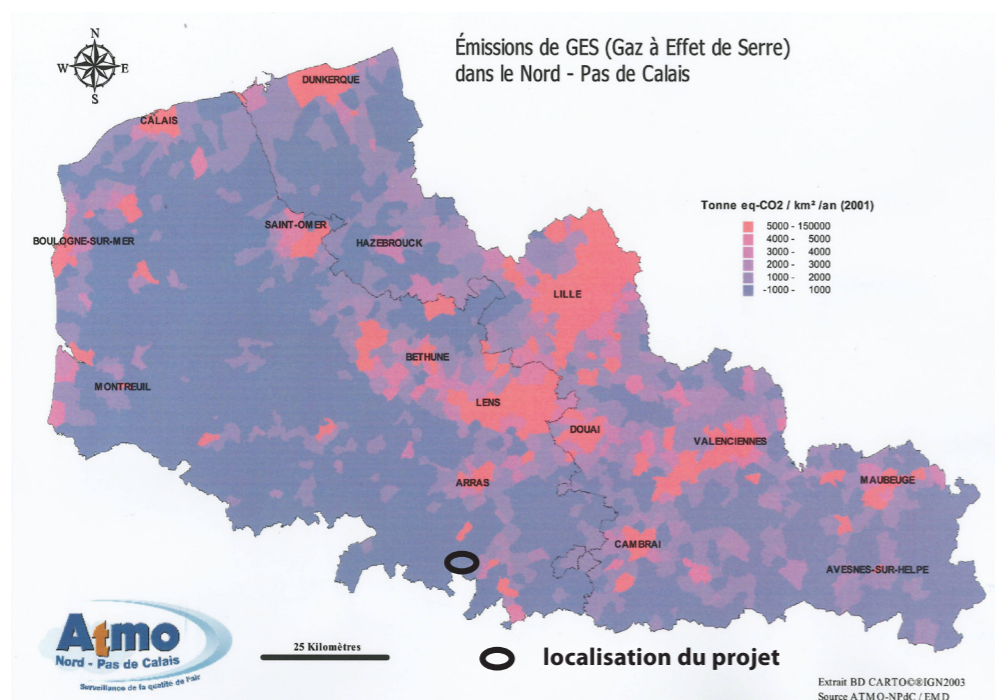 Émissions de GES (Gaz à Effet de Serre)
dans le Nord - Pas de Calais
N
W E
S
DUNKERQUE
CALAIS
SAINT-OMER
BOULOGNE-SUR-MER
HAZEBROUCK
Tonne eq-CO2 / km² /an (2001)
5000 - 150000
4000 - 5000
3000 - 4000
2000 - 3000
1000 - 2000
-1000 - 1000
LILLE
BETHUNE
MONTREUIL
LENS
DOUAI
VALENCIENNES
ARRAS
MAUBEUGE
CAMBRAI
AVESNES-SUR-HELPE
Atmo
Nord - Pas de Calais
Surveillance de la qualité de l'air
25 Kilomètres
localisation du projet
Extrait BD CARTO©®IGN2003
Source ATMO-NPdC / EMD